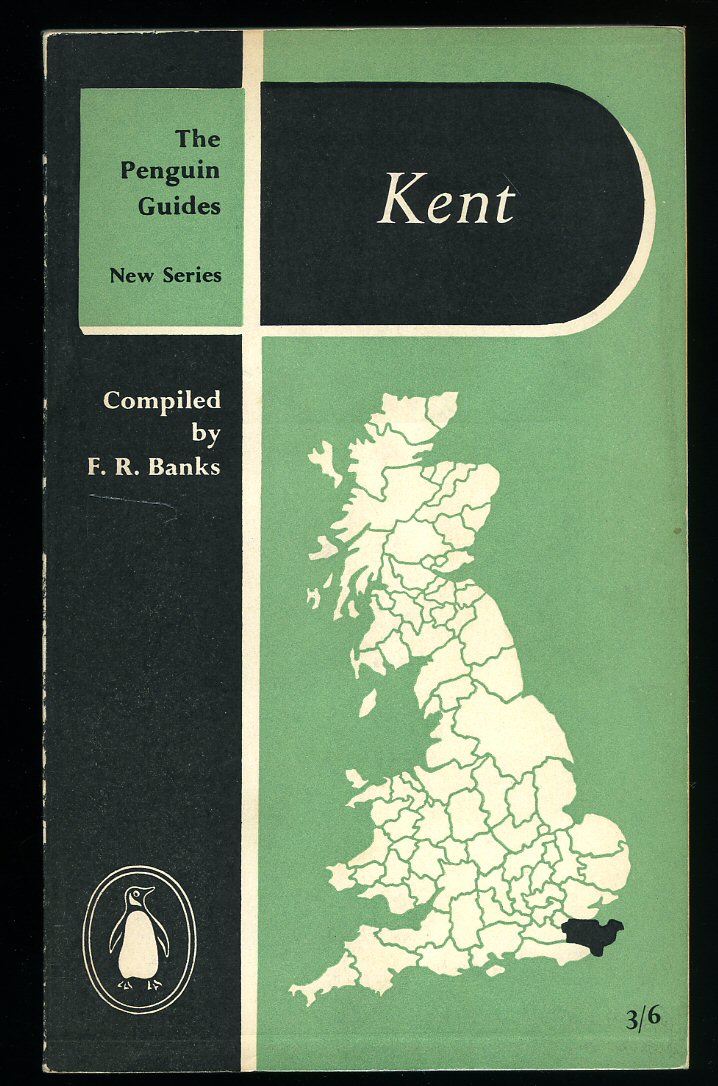 The
Penguin
Guides
New Series
Kent
Compiled
by
F. R. Banks
3/6